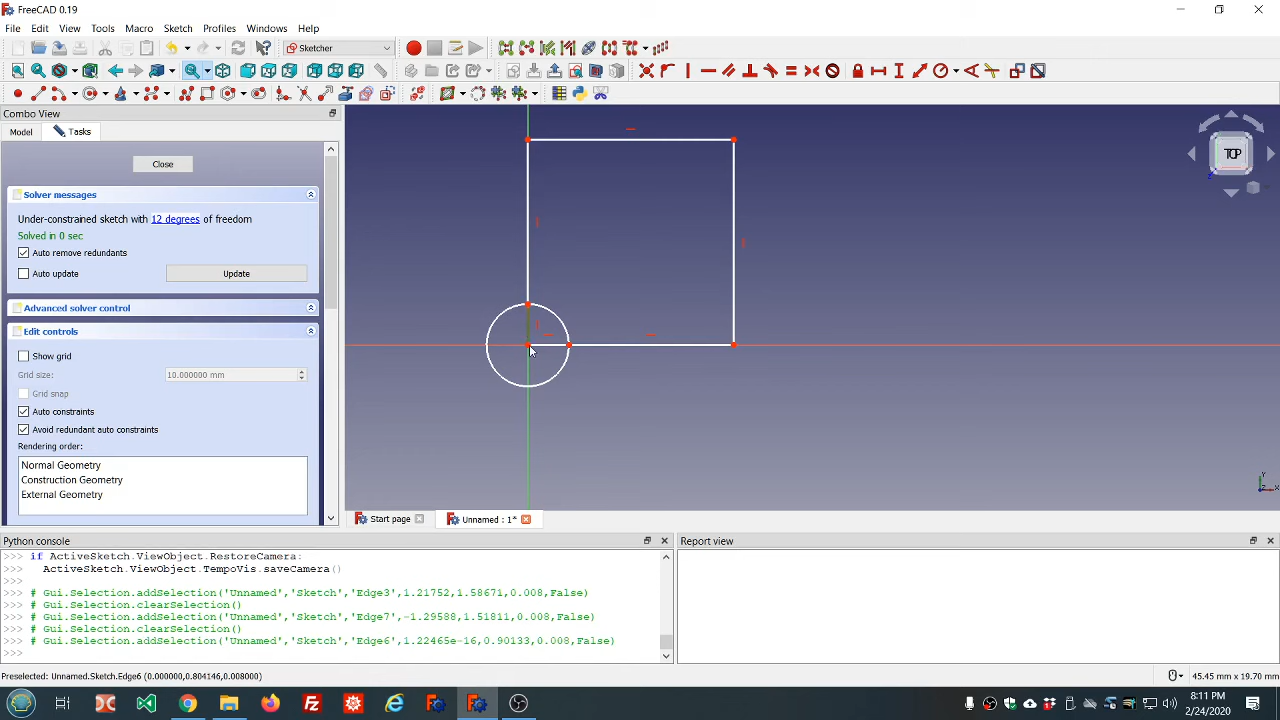 FreeCAD 0.19
File Edit View Tools Macro Sketch Profiles Windows Help
Sketcher
Combo View
Model Tasks
Close
Solver messages
Under-constrained sketch with 12 degrees of freedom
Solved in 0 sec
Auto remove redundants
Auto update Update
Advanced solver control
Edit controls
Show grid
Grid size: 10.000000 mm
Grid snap
Auto constraints
Avoid redundant auto constraints
Rendering order:
Normal Geometry
Construction Geometry
External Geometry
TOP
Start page Unnamed : 1*
Python console
>>> if ActiveSketch.ViewObject.RestoreCamera:
>>> ActiveSketch.ViewObject.TempoVis.saveCamera()
>>>
>>> # Gui.Selection.addSelection('Unnamed','Sketch','Edge3',1.21752,1.58671,0.008,False)
>>> # Gui.Selection.clearSelection()
>>> # Gui.Selection.addSelection('Unnamed','Sketch','Edge7',-1.29588,1.51811,0.008,False)
>>> # Gui.Selection.clearSelection()
>>> # Gui.Selection.addSelection('Unnamed','Sketch','Edge6',1.22465e-16,0.90133,0.008,False)
>>>
Report view
Preselected: Unnamed.Sketch.Edge6 (0.000000,0.804146,0.008000)
45.45 mm x 19.70 mm
8:11 PM
2/24/2020